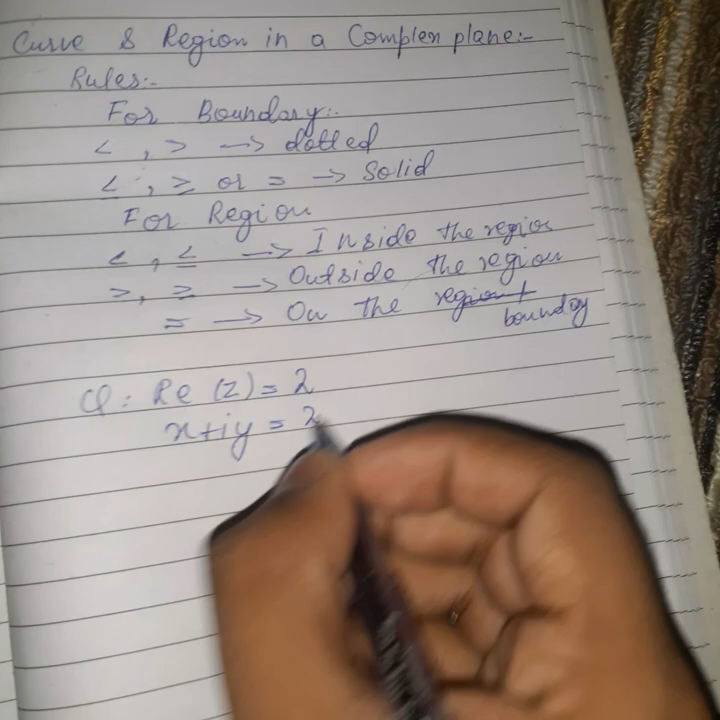 Curve & Region in a Complex plane:-
Rules:-
For Boundary:-
< , > → dotted
≤ , ≥ or = → Solid
For Region
< , ≤ → Inside the region
>, ≥ → Outside the region
= → On the region boundary
Q: Re (z) = 2
x+iy = 2